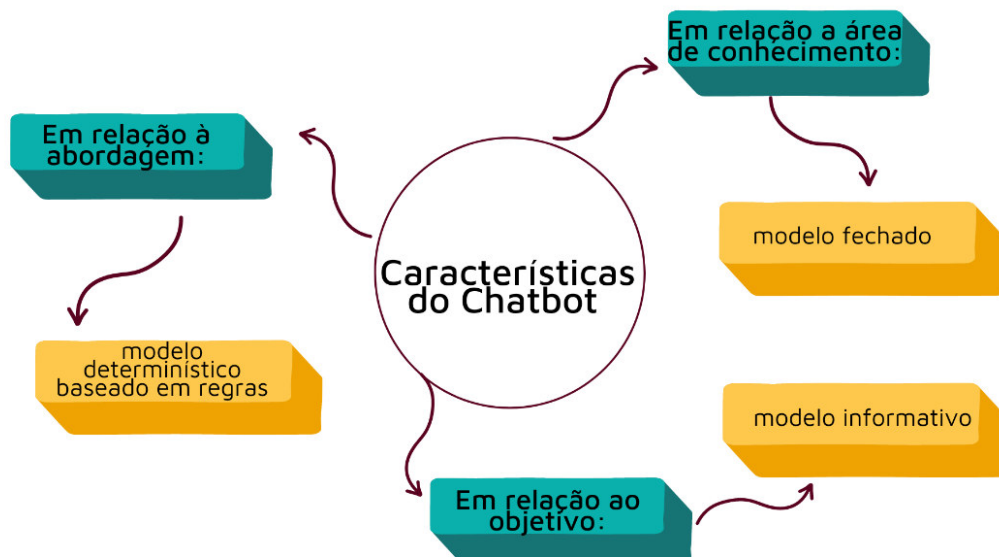 Em relação a área
de conhecimento:
Em relação à
abordagem:
modelo fechado
Características
do Chatbot
modelo
determinístico
baseado em regras
modelo informativo
Em relação ao
objetivo: